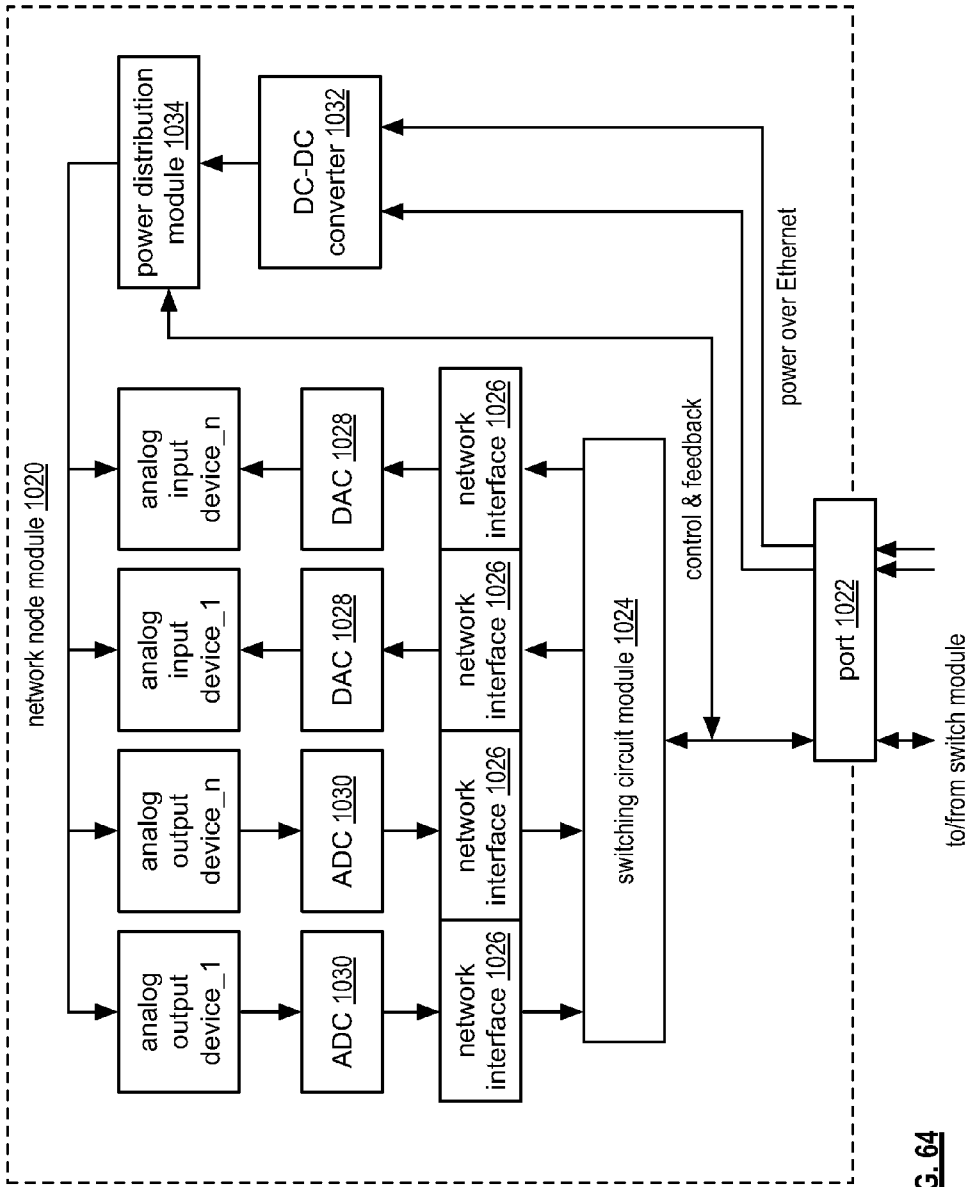 network node module 1020
analog
output
device_1
analog
output
device_n
analog
input
device_1
analog
input
device_n
power distribution
module 1034
ADC 1030
ADC 1030
DAC 1028
DAC 1028
DC-DC
converter 1032
network
interface 1026
network
interface 1026
network
interface 1026
network
interface 1026
switching circuit module 1024
control & feedback
power over Ethernet
port 1022
to/from switch module
G. 64